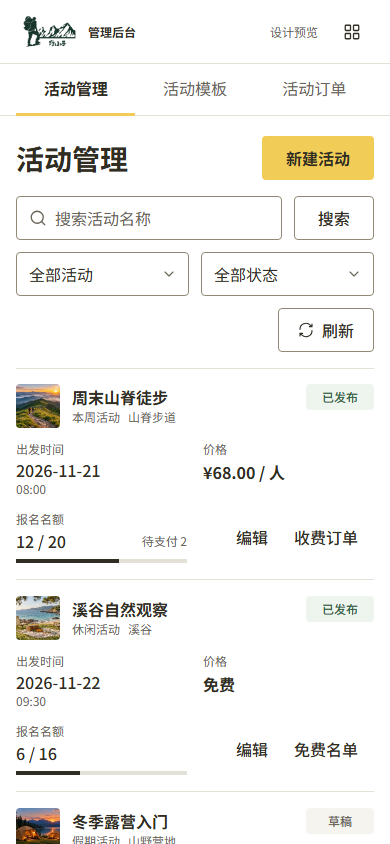 管理后台
设计预览
活动管理 活动模板 活动订单
活动管理 新建活动
搜索活动名称 搜索
全部活动 全部状态
刷新
周末山脊徒步 已发布
本周活动 山脊步道
出发时间 价格
2026-11-21 ¥68.00 / 人
08:00
报名名额
12 / 20 待支付 2 编辑 收费订单
溪谷自然观察 已发布
休闲活动 溪谷
出发时间 价格
2026-11-22 免费
09:30
报名名额
6 / 16 编辑 免费名单
冬季露营入门 草稿
假期活动 山野营地